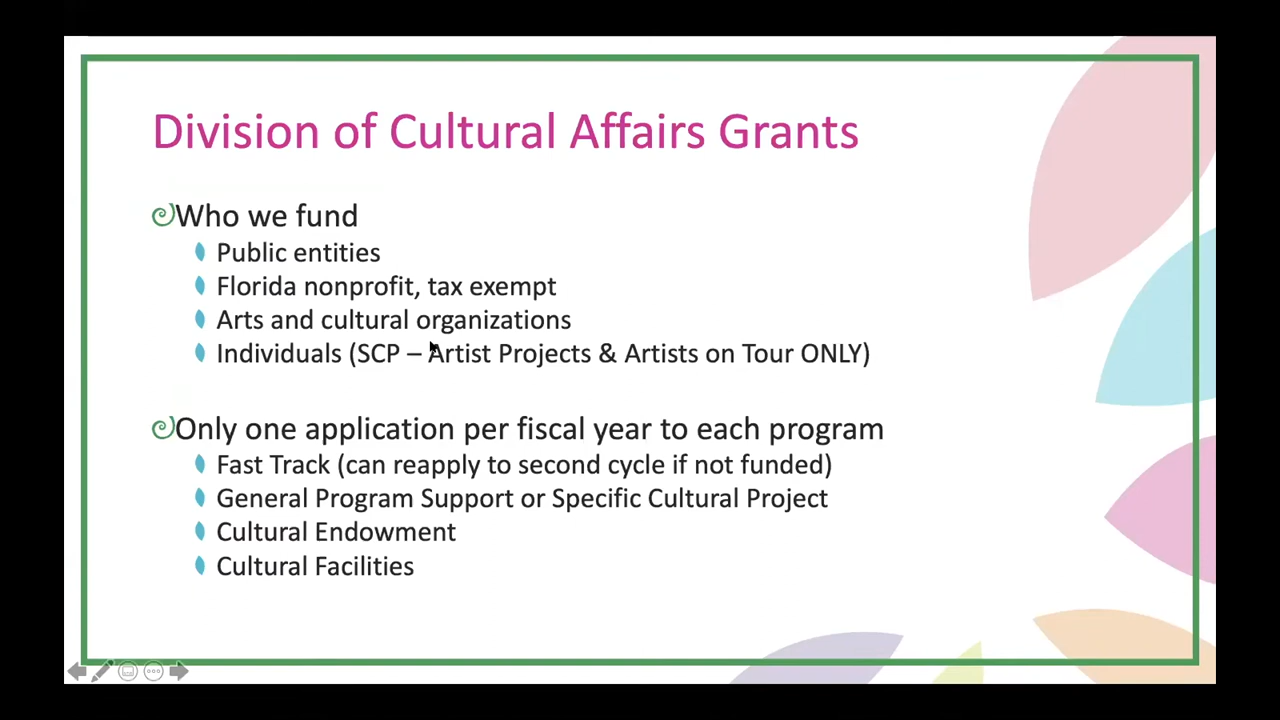 Division of Cultural Affairs Grants
Who we fund
Public entities
Florida nonprofit, tax exempt
Arts and cultural organizations
Individuals (SCP – Artist Projects & Artists on Tour ONLY)
Only one application per fiscal year to each program
Fast Track (can reapply to second cycle if not funded)
General Program Support or Specific Cultural Project
Cultural Endowment
Cultural Facilities